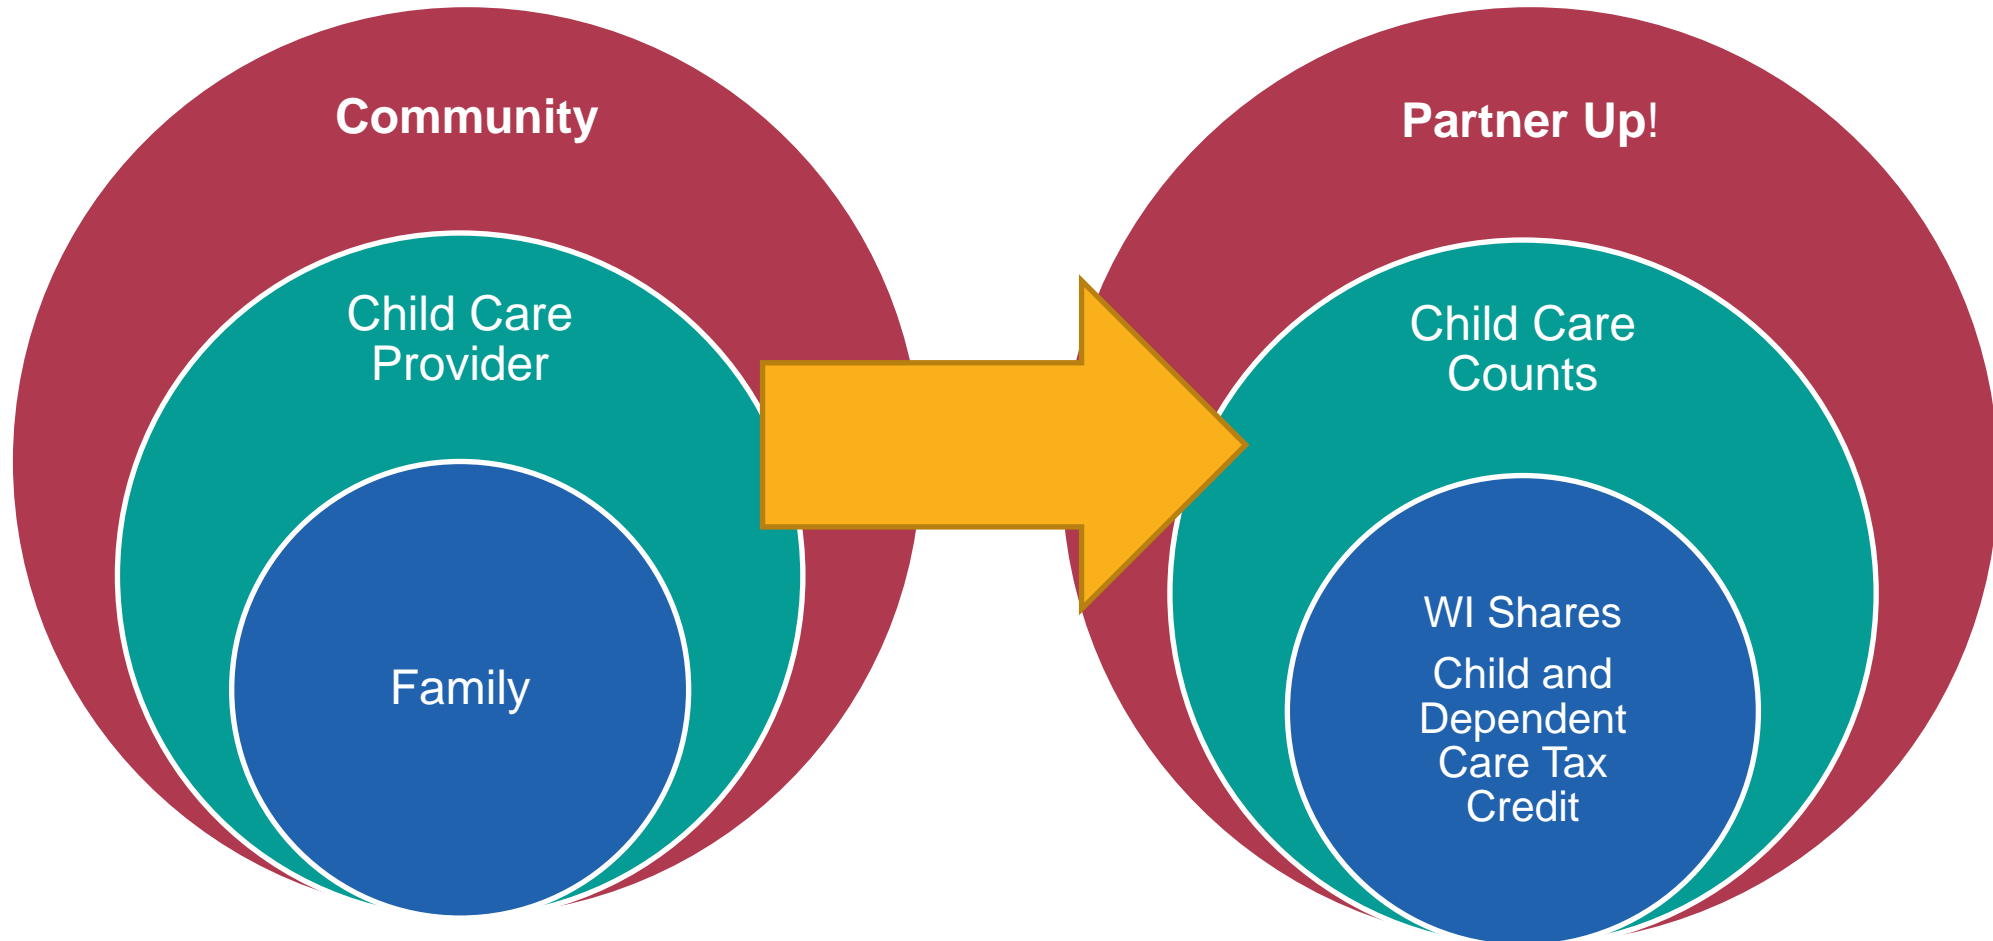 Community
Child Care
Provider
Family
Partner Up!
Child Care
Counts
WI Shares
Child and
Dependent
Care Tax
Credit